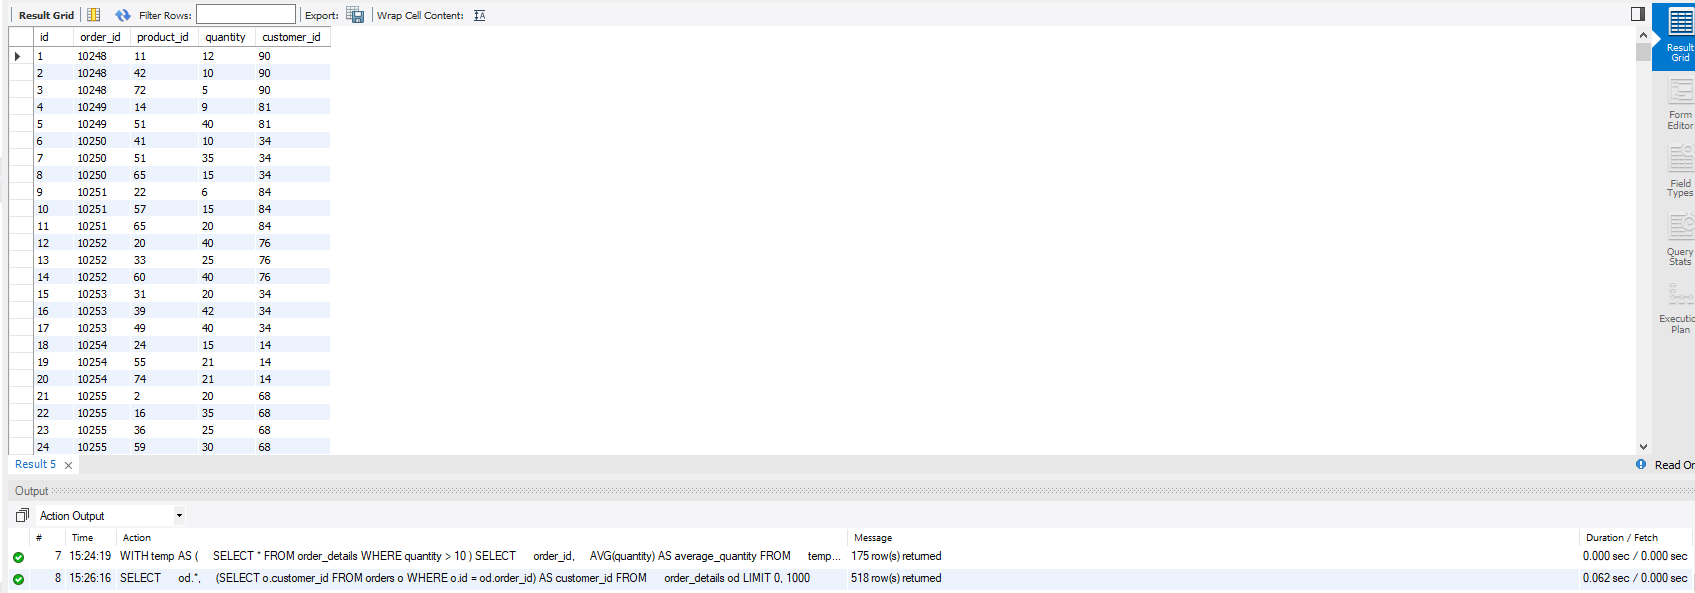 Result Grid Filter Rows: Export: Wrap Cell Content: IA
id order_id product_id quantity customer_id
1 10248 11 12 90
2 10248 42 10 90
3 10248 72 5 90
4 10249 14 9 81
5 10249 51 40 81
6 10250 41 10 34
7 10250 51 35 34
8 10250 65 15 34
9 10251 22 6 84
10 10251 57 15 84
11 10251 65 20 84
12 10252 20 40 76
13 10252 33 25 76
14 10252 60 40 76
15 10253 31 20 34
16 10253 39 42 34
17 10253 49 40 34
18 10254 24 15 14
19 10254 55 21 14
20 10254 74 21 14
21 10255 2 20 68
22 10255 16 35 68
23 10255 36 25 68
24 10255 59 30 68
Result
Grid
Form
Editor
Field
Types
Query
Stats
Executio
Plan
Result 5 Read On
Output
Action Output
# Time Action Message Duration / Fetch
7 15:24:19 WITH temp AS ( SELECT * FROM order_details WHERE quantity > 10 ) SELECT order_id, AVG(quantity) AS average_quantity FROM temp... 175 row(s) returned 0.000 sec / 0.000 sec
8 15:26:16 SELECT od.*, (SELECT o.customer_id FROM orders o WHERE o.id = od.order_id) AS customer_id FROM order_details od LIMIT 0, 1000 518 row(s) returned 0.062 sec / 0.000 sec